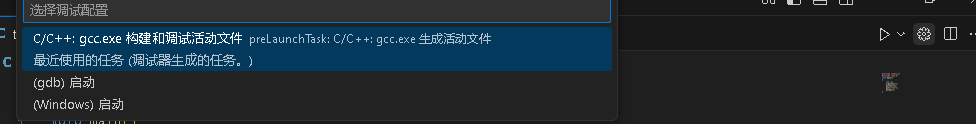 选择调试配置
C/C++: gcc.exe 构建和调试活动文件 preLaunchTask: C/C++: gcc.exe 生成活动文件
最近使用的任务 (调试器生成的任务。)
(gdb) 启动
(Windows) 启动